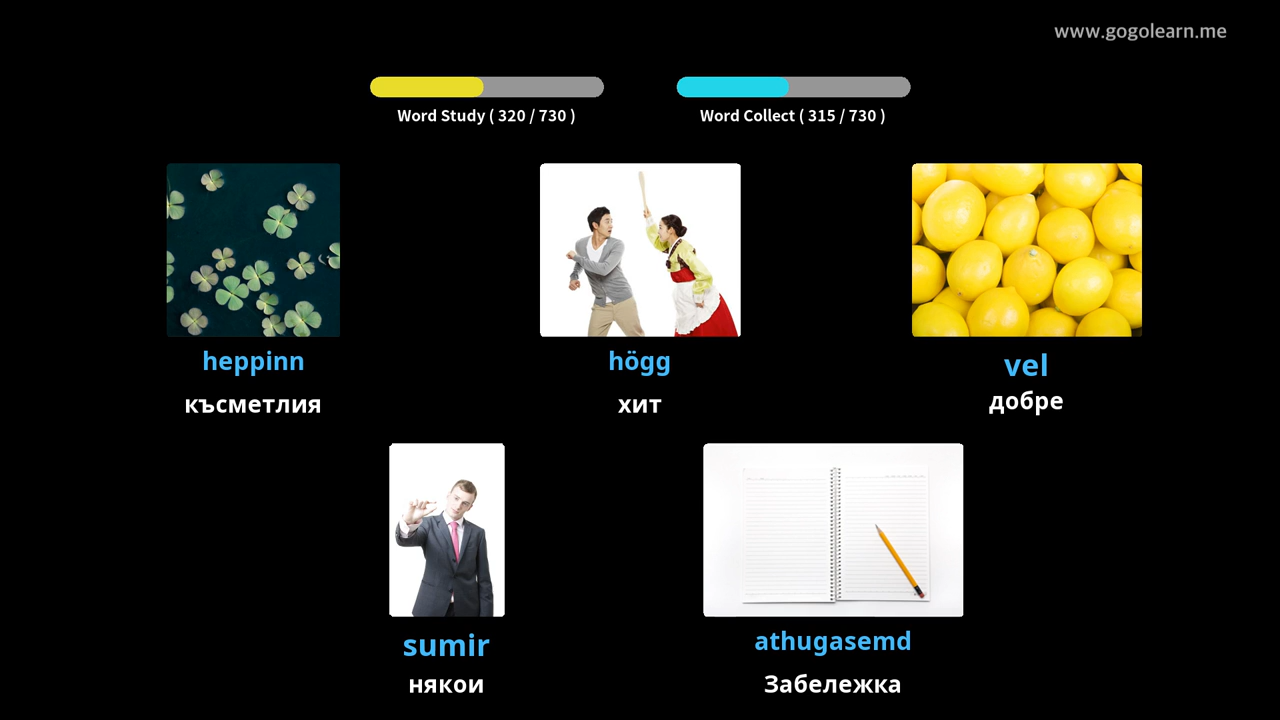 www.gogolearn.me
Word Study ( 320 / 730 )
Word Collect ( 315 / 730 )
heppinn
късметлия
högg
хит
vel
добре
sumir
някои
athugasemd
Забележка